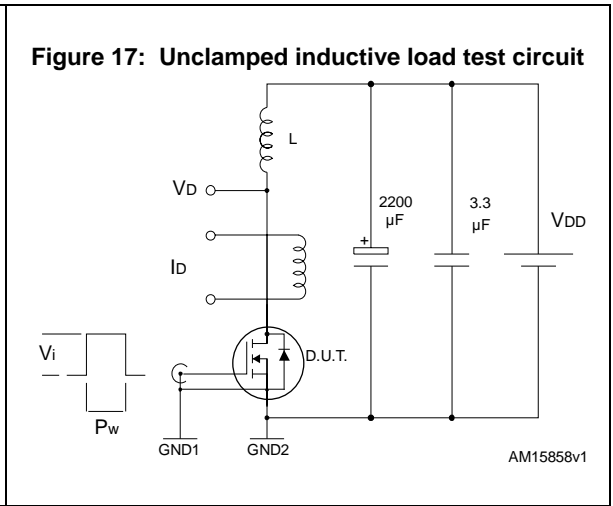 Figure 17: Unclamped inductive load test circuit
L
VD
2200
µF
+
3.3
µF
VDD
ID
Vi
D.U.T.
Pw
GND1
GND2
AM15858v1